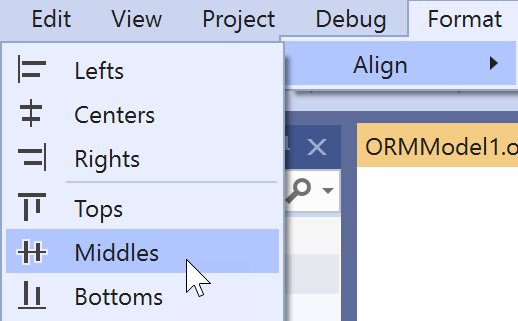 Edit View Project Debug Format
Lefts
Align
Centers
Rights
ORMModel1.o
Tops
Middles
Bottoms